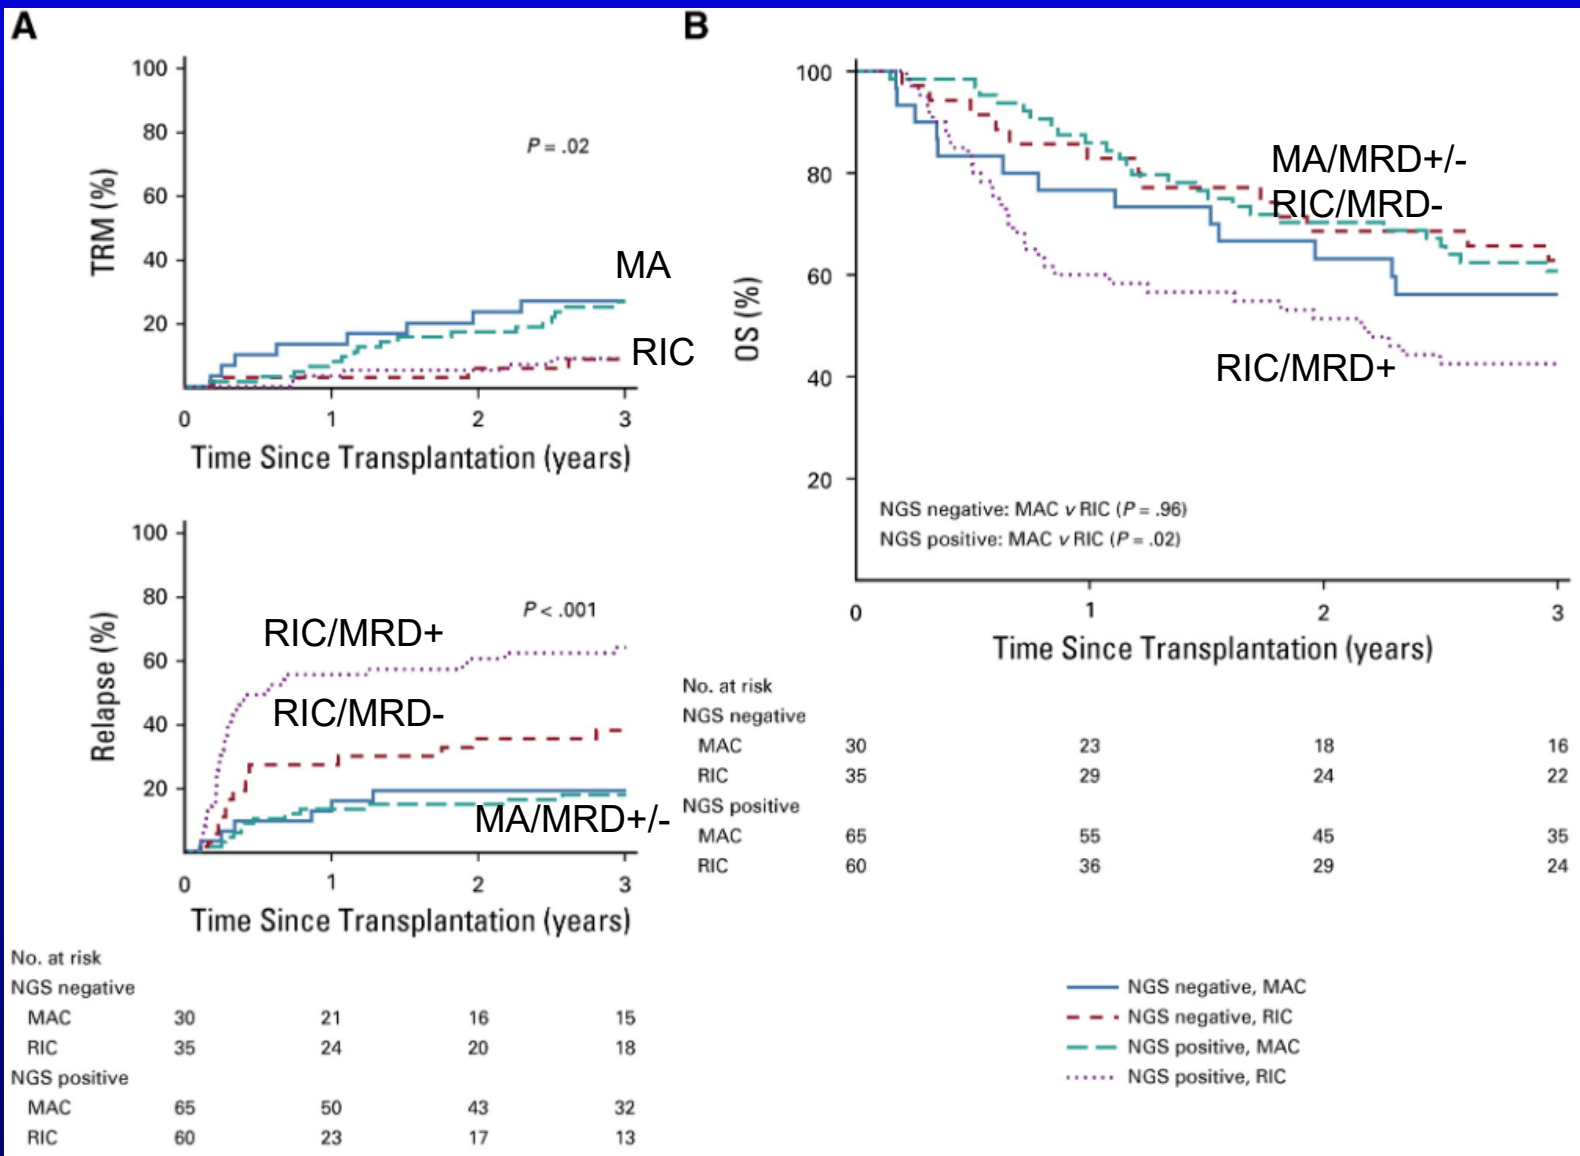 A
100
80
60
40
20
TRM (%)
P = .02
MA
RIC
0 1 2 3
Time Since Transplantation (years)
100
80
60
40
20
Relapse (%)
P < .001
RIC/MRD+
RIC/MRD-
MA/MRD+/-
0 1 2 3
Time Since Transplantation (years)
No. at risk
NGS negative
MAC 30 21 16 15
RIC 35 24 20 18
NGS positive
MAC 65 50 43 32
RIC 60 23 17 13
B
100
80
60
40
20
OS (%)
MA/MRD+/-
RIC/MRD-
RIC/MRD+
NGS negative: MAC v RIC (P = .96)
NGS positive: MAC v RIC (P = .02)
0 1 2 3
Time Since Transplantation (years)
No. at risk
NGS negative
MAC 30 23 18 16
RIC 35 29 24 22
NGS positive
MAC 65 55 45 35
RIC 60 36 29 24
NGS negative, MAC
NGS negative, RIC
NGS positive, MAC
NGS positive, RIC